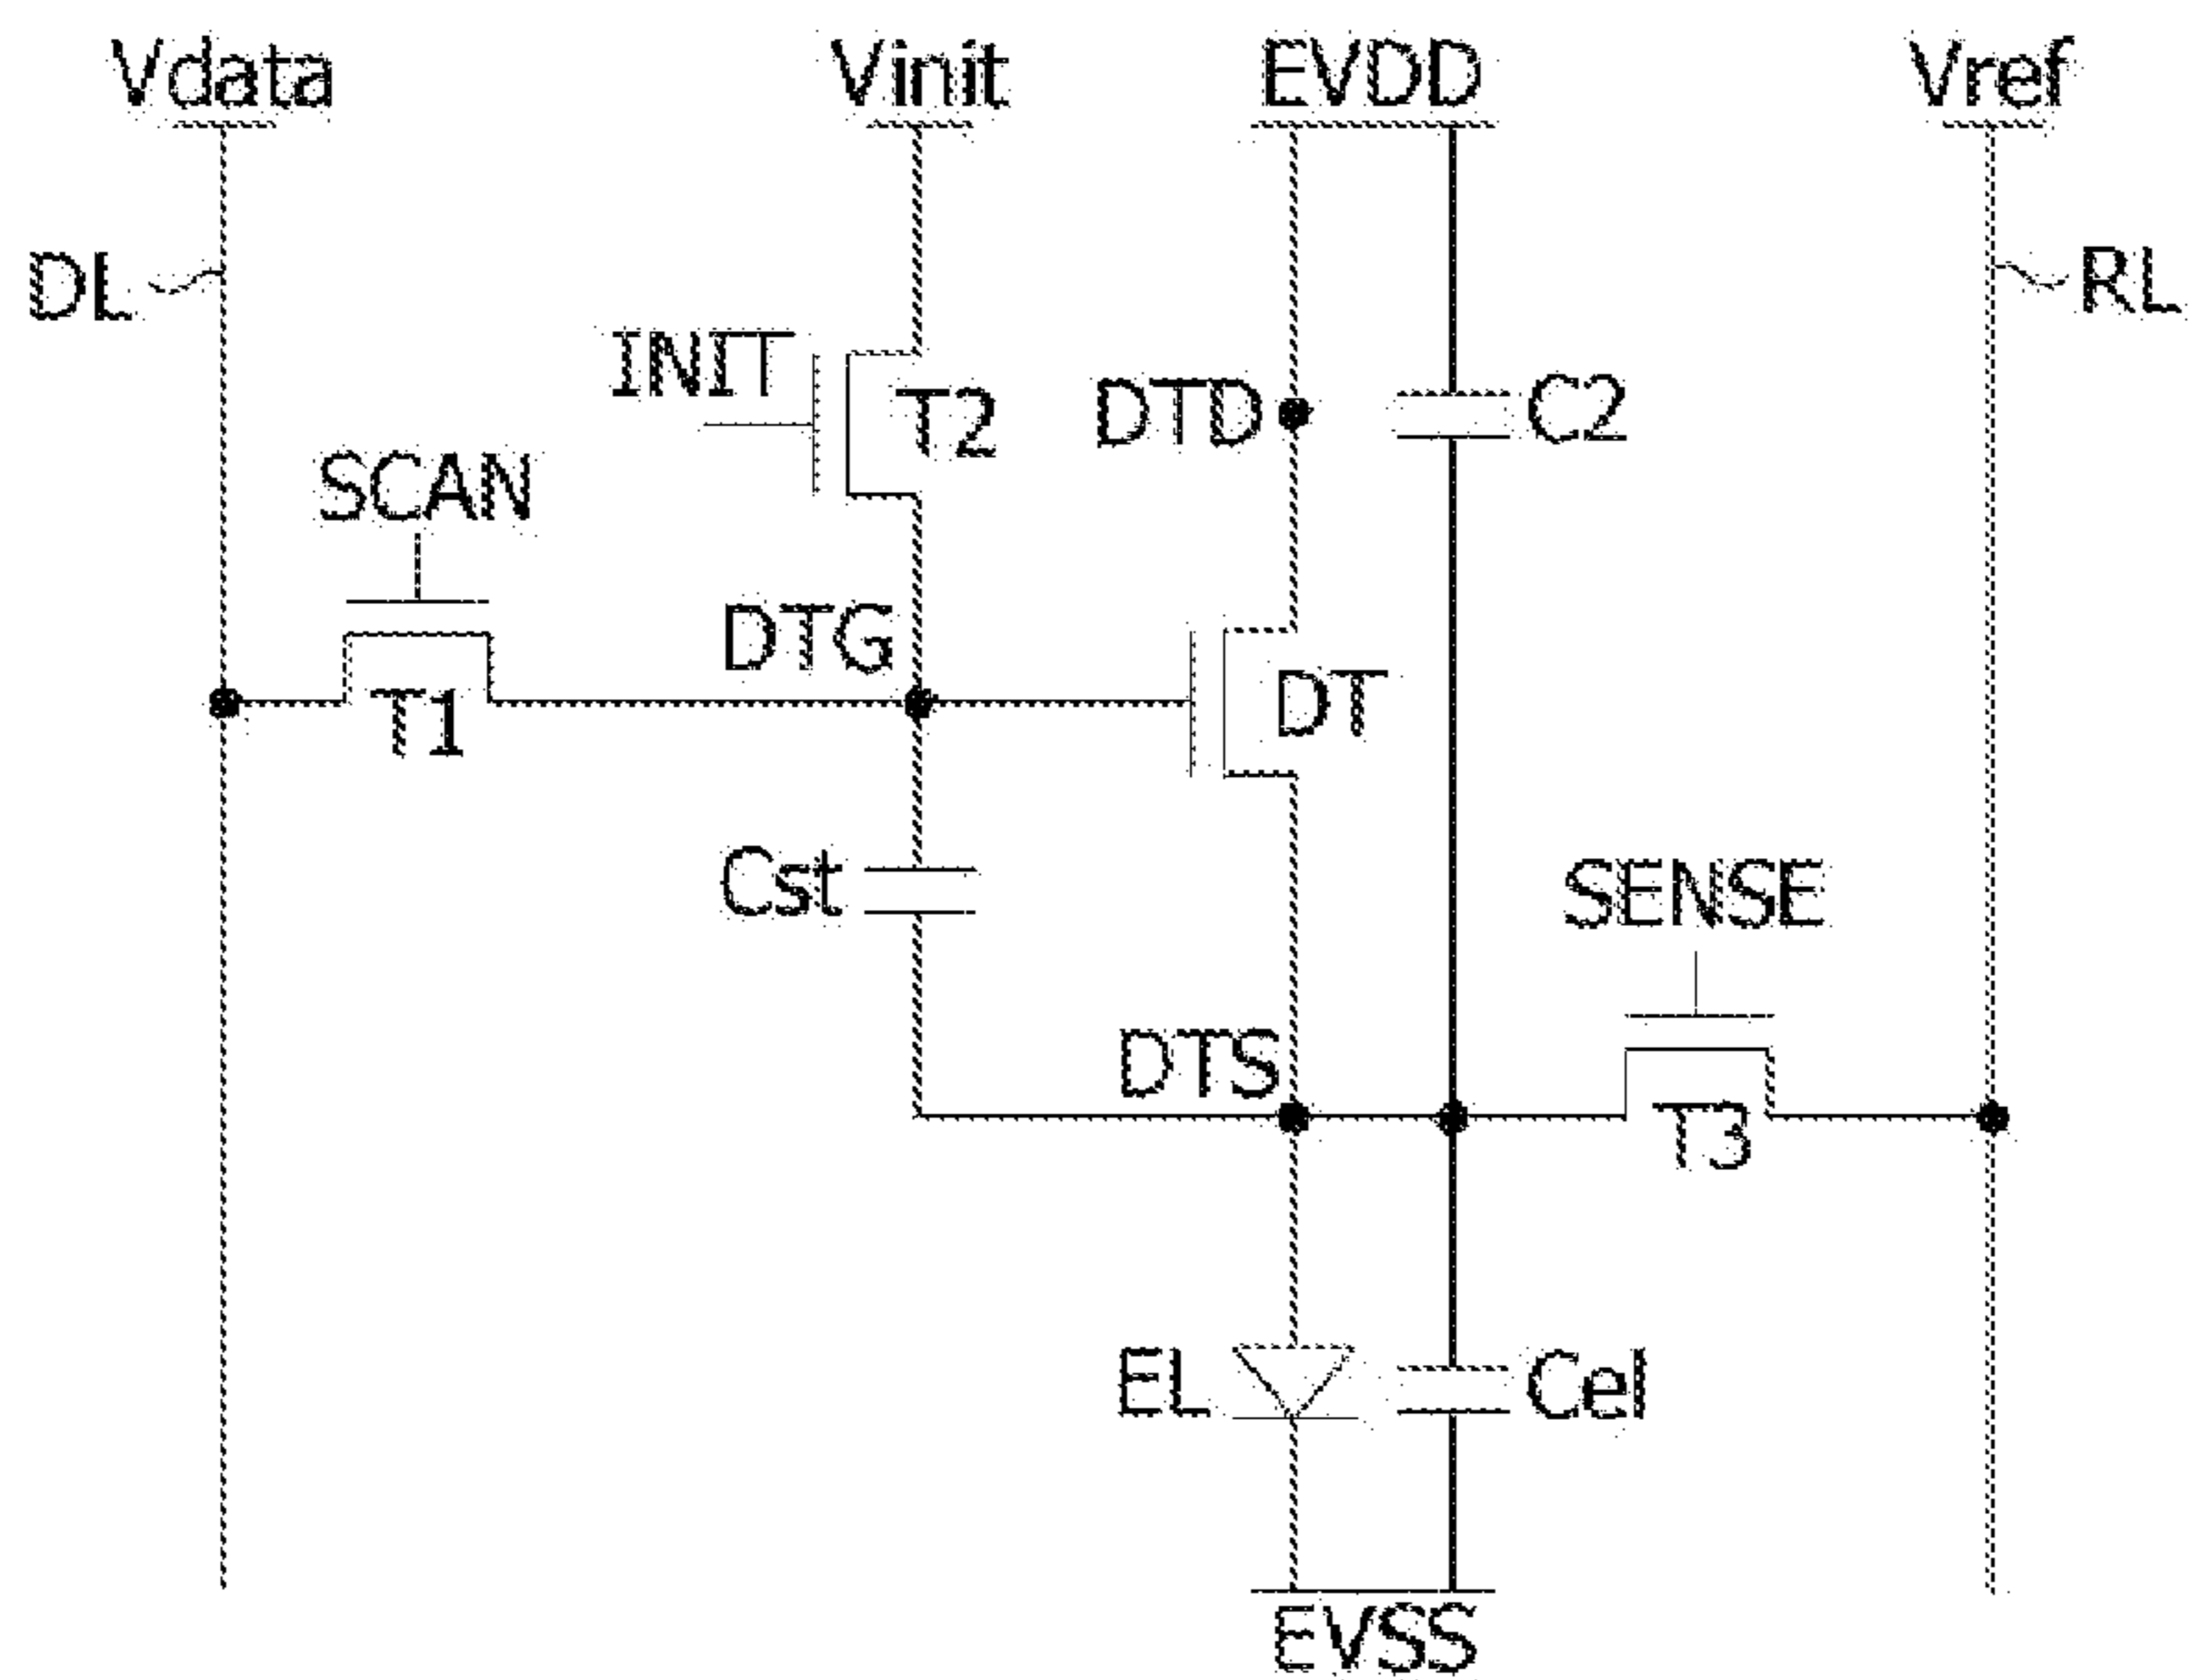 Vdata
Vinit
EVDD
Vref
DL
RL
INIT
T2
DTD
C2
SCAN
DTG
T1
DT
Cst
SENSE
DTS
T3
EL
Cel
EVSS